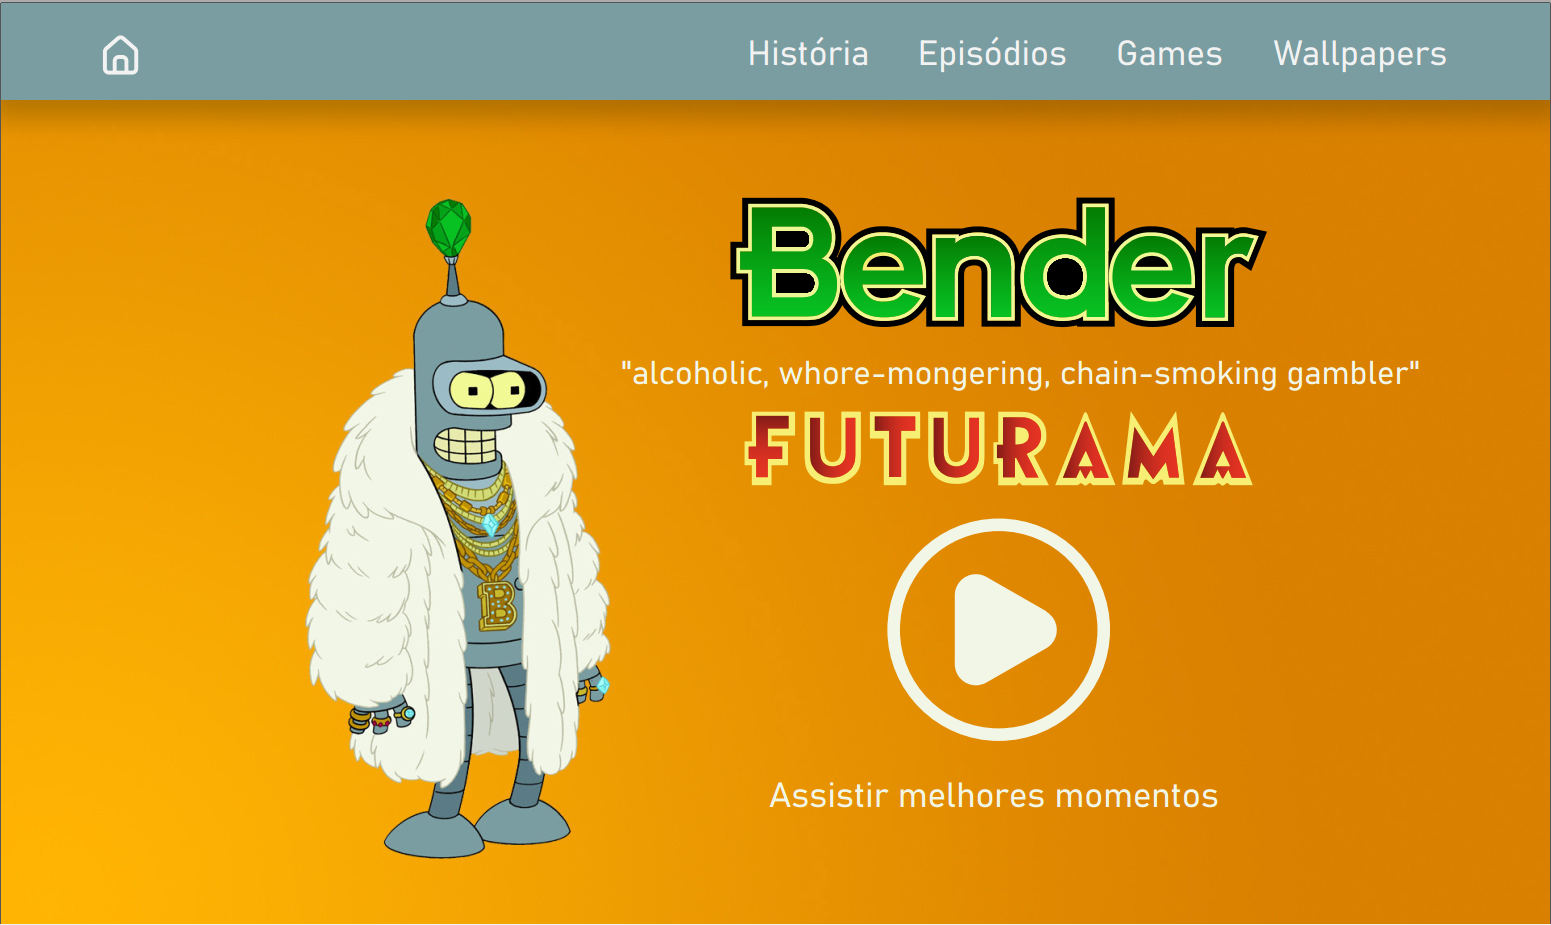 História Episódios Games Wallpapers
Bender
"alcoholic, whore-mongering, chain-smoking gambler"
FUTURAMA
B
Assistir melhores momentos